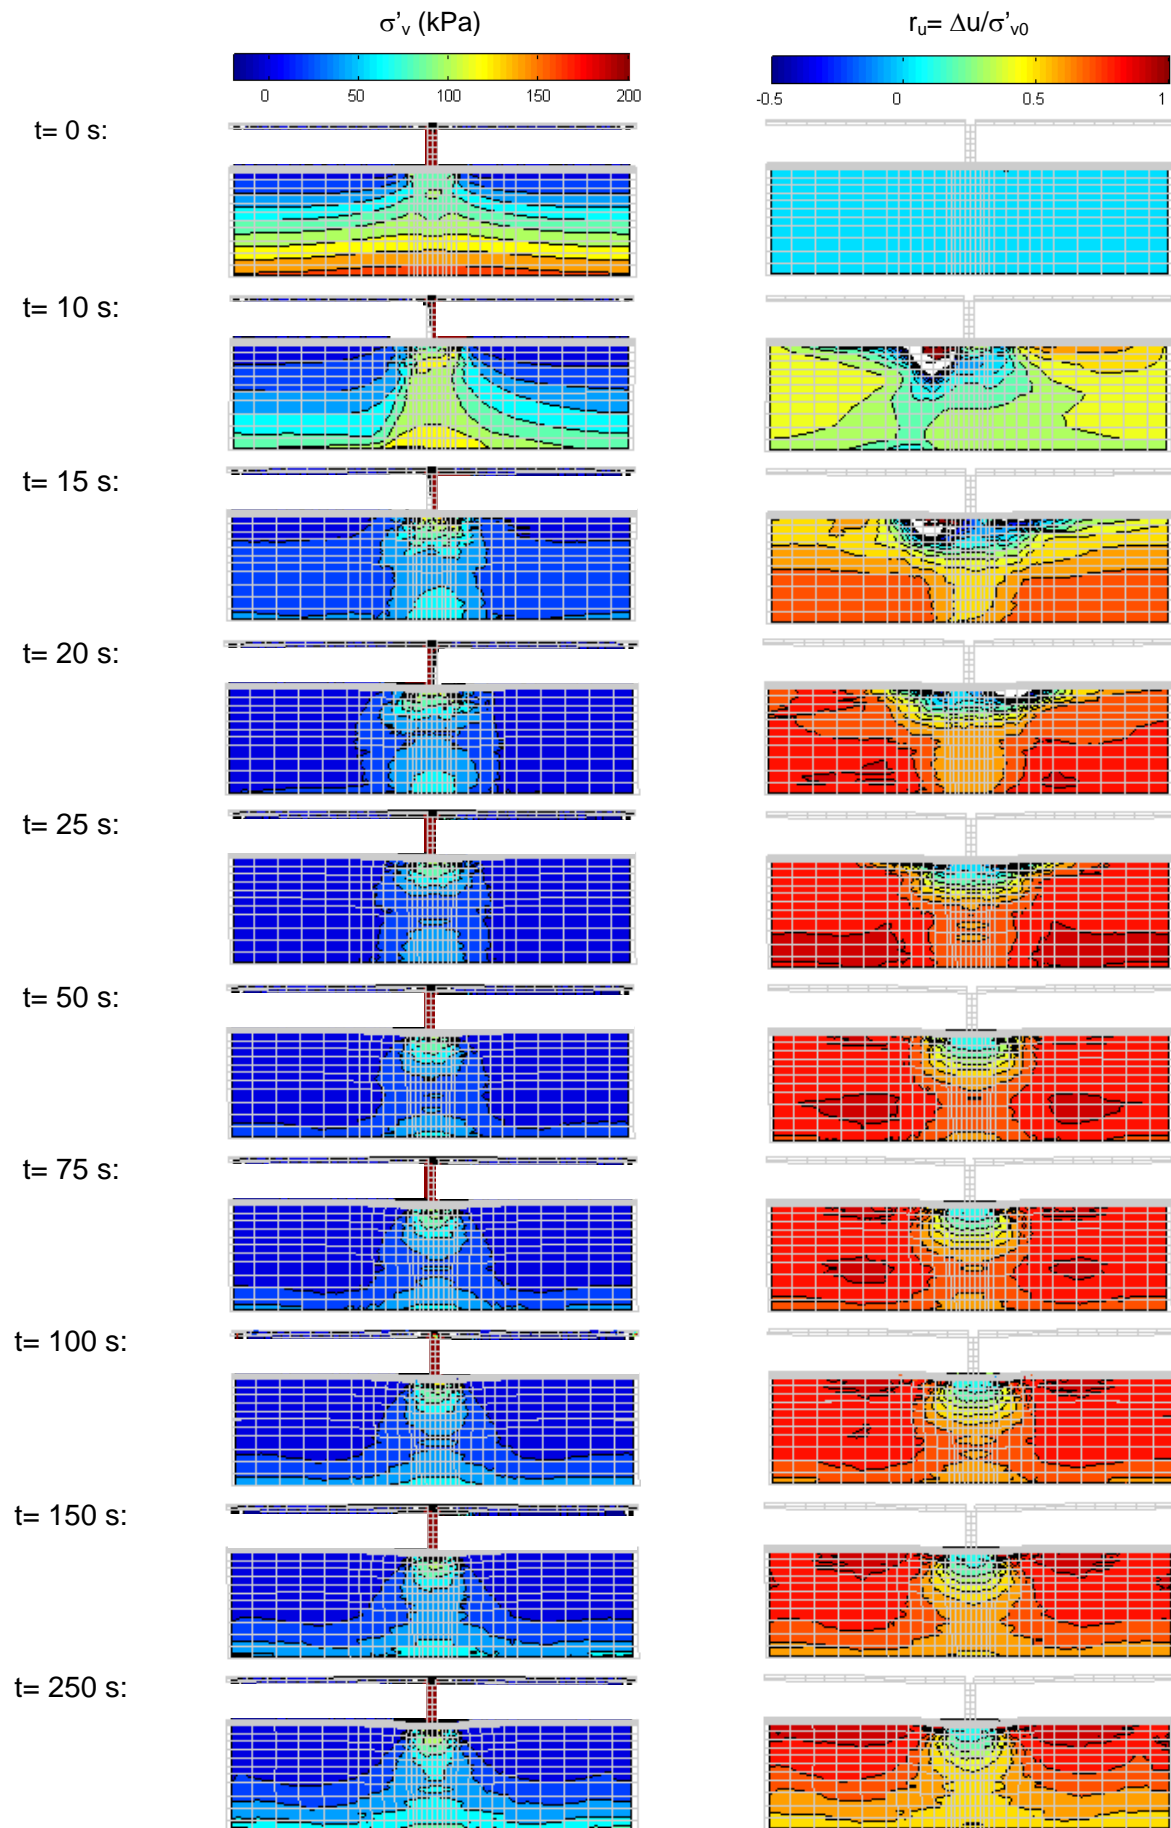 σ'v (kPa)
ru= Δu/σ'v0
0 50 100 150 200
-0.5 0 0.5 1
t= 0 s:
t= 10 s:
t= 15 s:
t= 20 s:
t= 25 s:
t= 50 s:
t= 75 s:
t= 100 s:
t= 150 s:
t= 250 s: